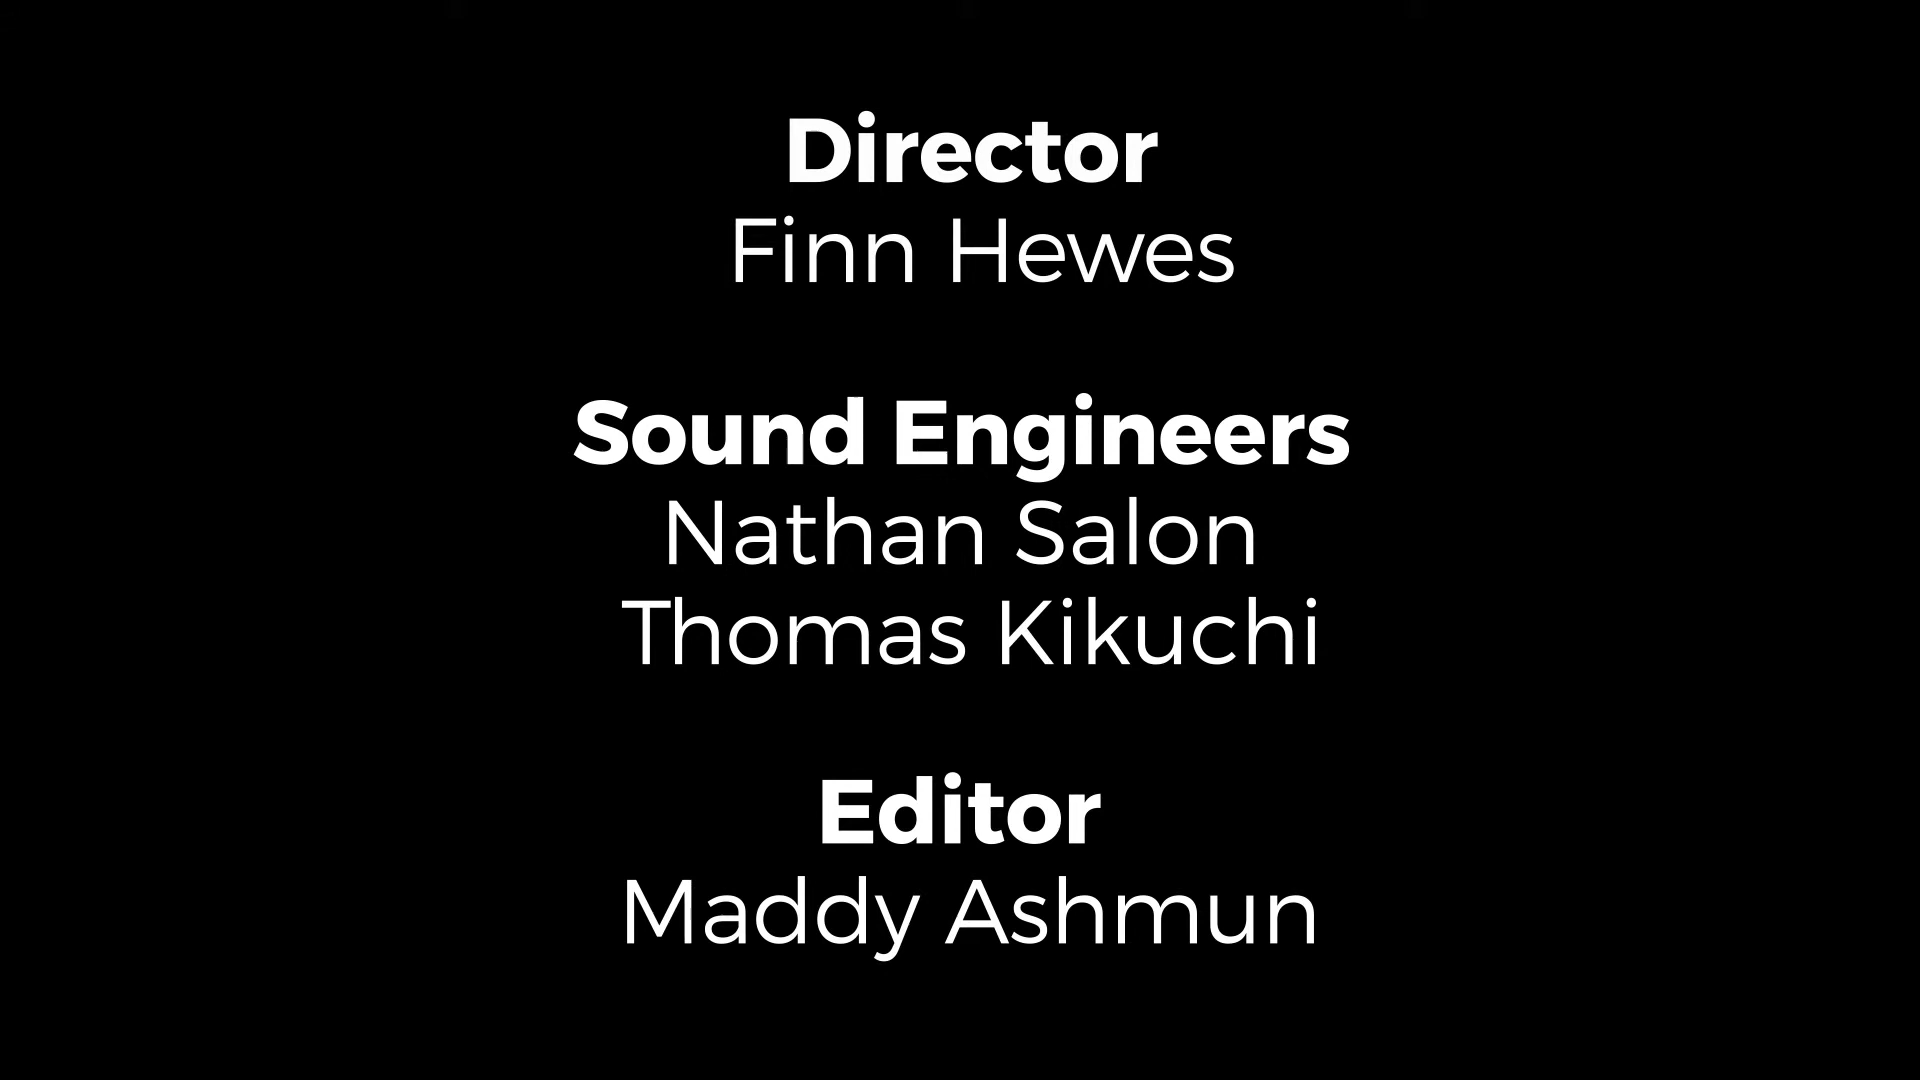 Director
Finn Hewes
Sound Engineers
Nathan Salon
Thomas Kikuchi
Editor
Maddy Ashmun